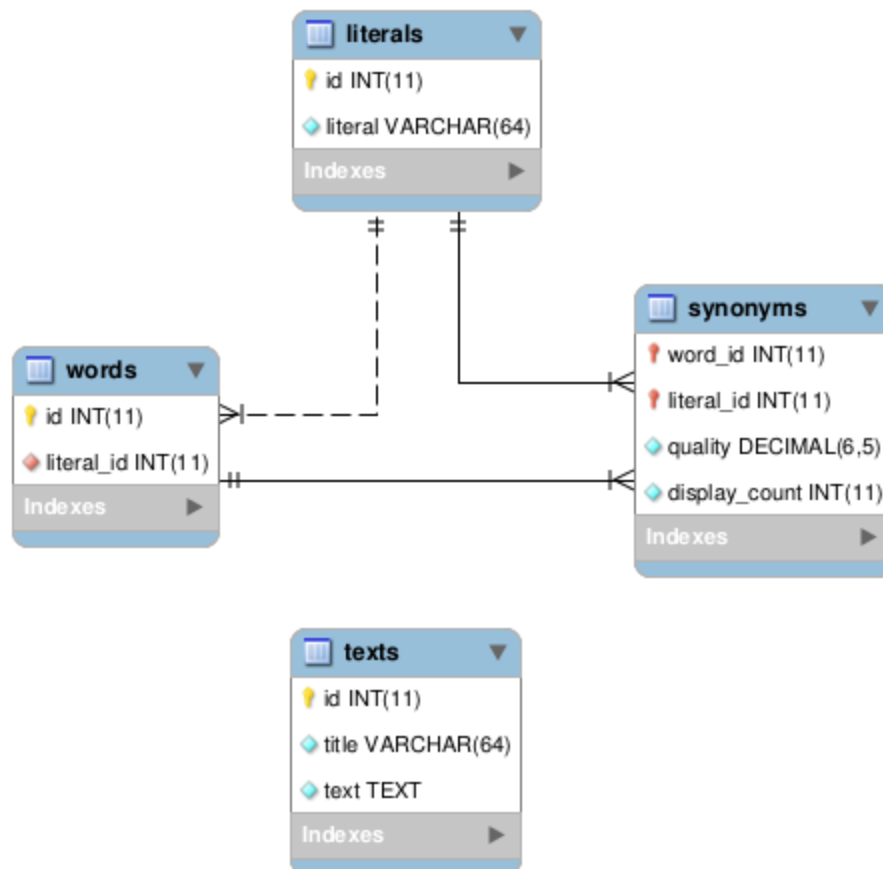 literals
id INT(11)
literal VARCHAR(64)
Indexes
words
id INT(11)
literal_id INT(11)
Indexes
synonyms
word_id INT(11)
literal_id INT(11)
quality DECIMAL(6,5)
display_count INT(11)
Indexes
texts
id INT(11)
title VARCHAR(64)
text TEXT
Indexes